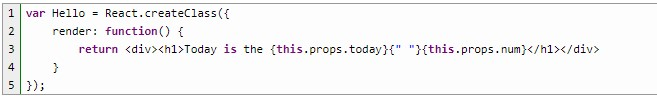 1 var Hello = React.createClass({
2     render: function() {
3         return <div><h1>Today is the {this.props.today}{" "}{this.props.num}</h1></div>
4     }
5 });